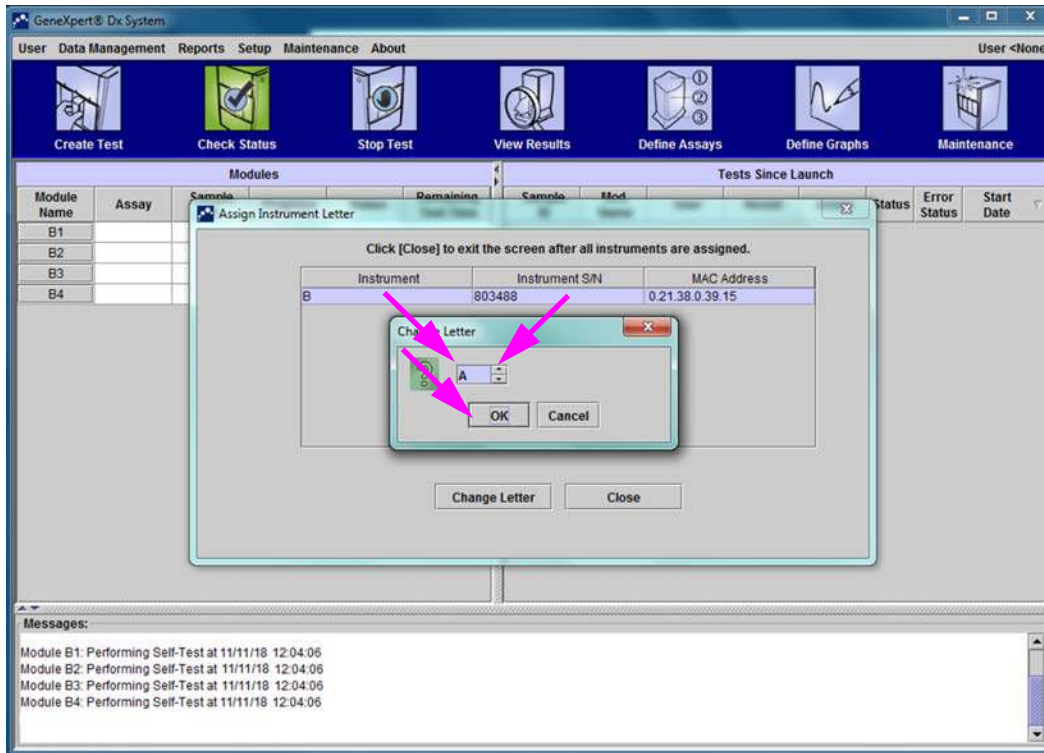 GeneXpert® Dx System
User Data Management Reports Setup Maintenance About User <None
Create Test Check Status Stop Test View Results Define Assays Define Graphs Maintenance
Modules Tests Since Launch
Module Name Assay Sample Remaining Sample Mod Status Error Status Start Date
B1
B2
B3
B4
Assign Instrument Letter
Click [Close] to exit the screen after all instruments are assigned.
Instrument Instrument S/N MAC Address
B 803488 0.21.38.0.39.15
Letter
A
OK Cancel
Change Letter Close
Messages:
Module B1: Performing Self-Test at 11/11/18 12:04:06
Module B2: Performing Self-Test at 11/11/18 12:04:06
Module B3: Performing Self-Test at 11/11/18 12:04:06
Module B4: Performing Self-Test at 11/11/18 12:04:06